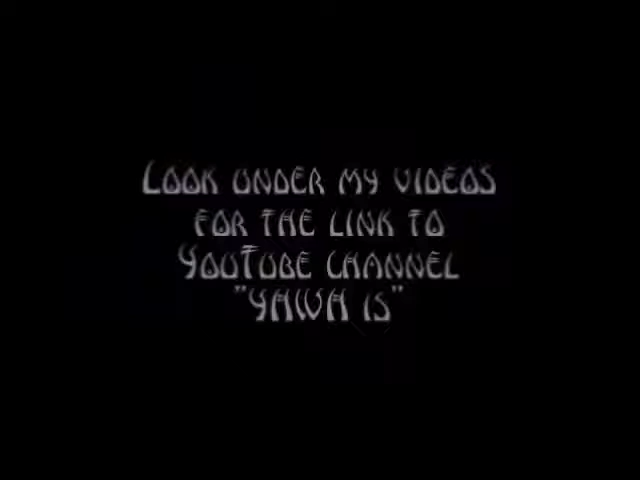 Look under my videos
for the link to
YouTube channel
"YHWH is"